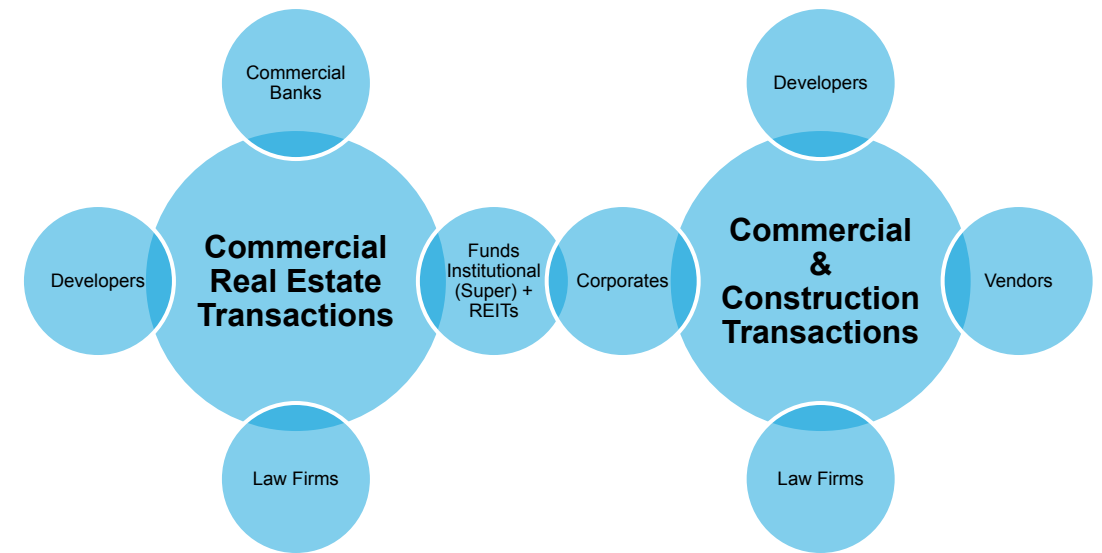 Commercial
Banks
Developers
Commercial
Real Estate
Transactions
Funds
Institutional
(Super) +
REITs
Law Firms
Developers
Corporates
Commercial
&
Construction
Transactions
Vendors
Law Firms